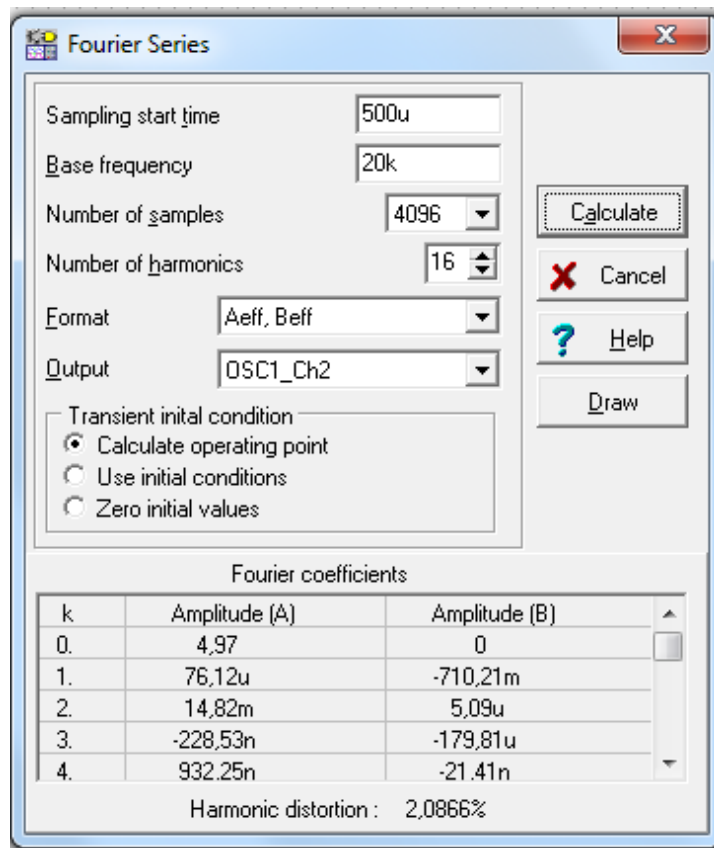 Fourier Series
Sampling start time 500u
Base frequency 20k
Number of samples 4096
Number of harmonics 16
Format Aeff, Beff
Output OSC1_Ch2
Transient inital condition
Calculate operating point
Use initial conditions
Zero initial values
Calculate
Cancel
Help
Draw
Fourier coefficients
k Amplitude (A) Amplitude (B)
0. 4,97 0
1. 76,12u -710,21m
2. 14,82m 5,09u
3. -228,53n -179,81u
4. 932.25n -21.41n
Harmonic distortion : 2,0866%